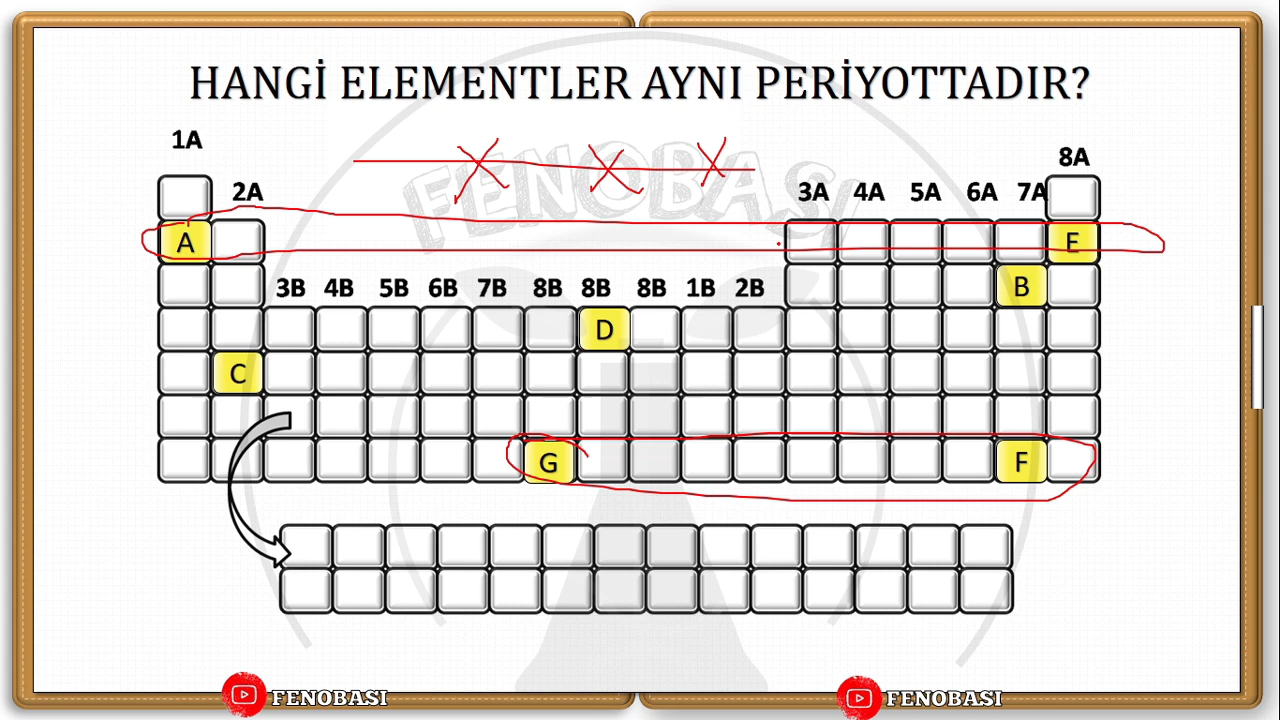 HANGİ ELEMENTLER AYNI PERİYOTTADIR?
FENOBASI
1A
8A
2A
3A 4A 5A 6A 7A
A
E
3B 4B 5B 6B 7B 8B 8B 8B 1B 2B
B
D
C
G
F
FENOBASI
FENOBASI